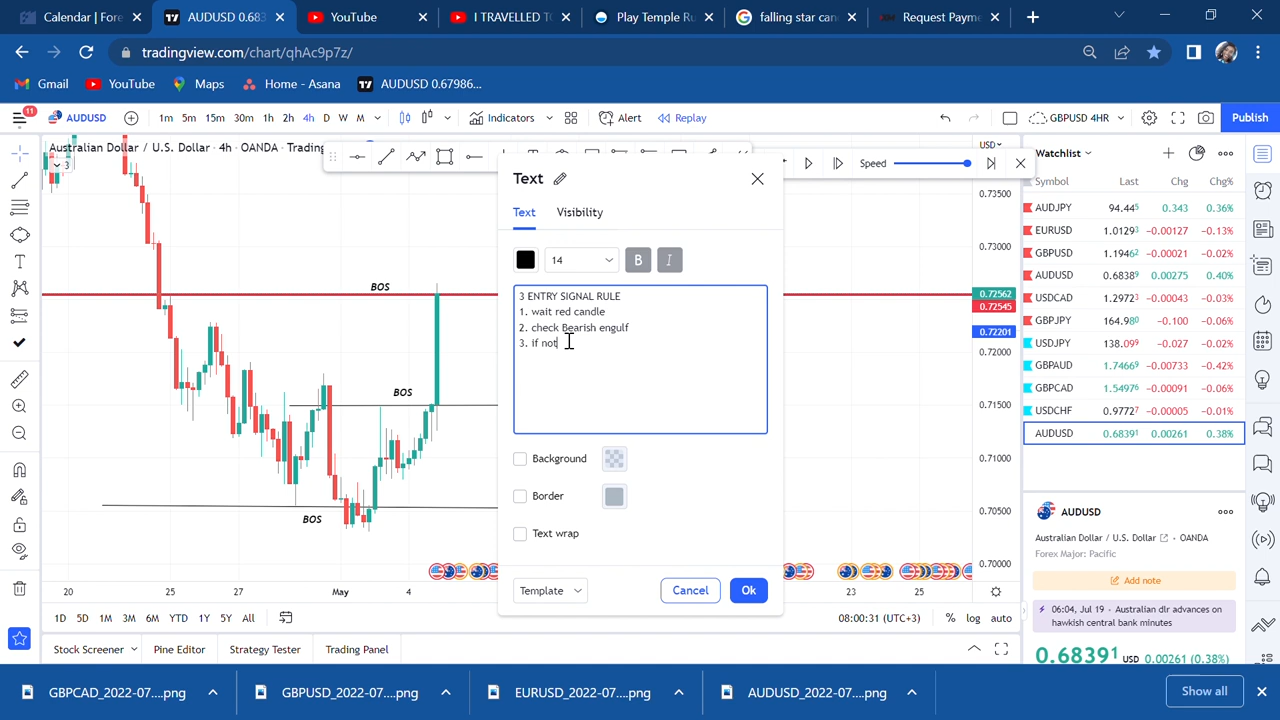 Calendar | Fore
AUDUSD 0.683
YouTube
I TRAVELLED TO
Play Temple Ru
falling star can
Request Payme
tradingview.com/chart/qhAc9p7z/
Gmail
YouTube
Maps
Home - Asana
AUDUSD 0.67986...
11
AUDUSD
1m 5m 15m 30m 1h 2h 4h D W M
Indicators
Alert
Replay
GBPUSD 4HR
Publish
Australian Dollar / U.S. Dollar · 4h · OANDA · Trading
3
Speed
USD
0.73500
0.73000
0.72562
0.72545
0.72201
0.72000
0.71500
0.71000
0.70500
0.70000
BOS
BOS
BOS
20 25 27 May 4 23 25
Text
Text Visibility
14 B I
3 ENTRY SIGNAL RULE
1. wait red candle
2. check Bearish engulf
3. if not
Background
Border
Text wrap
Template
Cancel
Ok
Watchlist
Symbol Last Chg Chg%
AUDJPY 94.445 0.343 0.36%
EURUSD 1.01293 −0.00127 −0.13%
GBPUSD 1.19462 −0.00021 −0.02%
AUDUSD 0.68389 0.00275 0.40%
USDCAD 1.29723 −0.00043 −0.03%
GBPJPY 164.980 −0.100 −0.06%
USDJPY 138.099 −0.027 −0.02%
GBPAUD 1.74669 −0.00733 −0.42%
GBPCAD 1.54976 −0.00091 −0.06%
USDCHF 0.97727 −0.00005 −0.01%
AUDUSD 0.68391 0.00261 0.38%
AUDUSD
Australian Dollar / U.S. Dollar · OANDA
Forex Major: Pacific
Add note
06:04, Jul 19 · Australian dlr advances on
hawkish central bank minutes
0.68391 USD 0.00261 (0.38%)
1D 5D 1M 3M 6M YTD 1Y 5Y All
08:00:31 (UTC+3)
% log auto
Stock Screener
Pine Editor
Strategy Tester
Trading Panel
GBPCAD_2022-07....png
GBPUSD_2022-07....png
EURUSD_2022-07....png
AUDUSD_2022-07....png
Show all